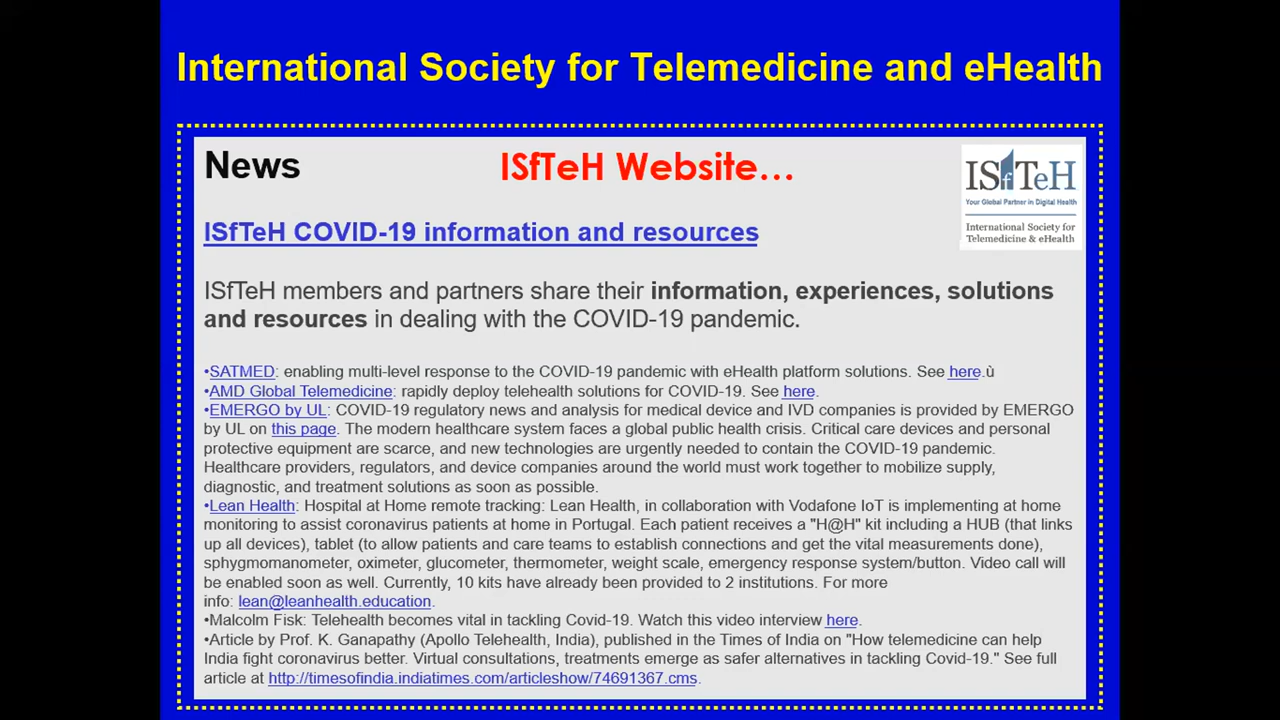 International Society for Telemedicine and eHealth
News
ISfTeH Website...
ISfTeH
Your Global Partner in Digital Health
International Society for
Telemedicine & eHealth
ISfTeH COVID-19 information and resources
ISfTeH members and partners share their information, experiences, solutions
and resources in dealing with the COVID-19 pandemic.
•SATMED: enabling multi-level response to the COVID-19 pandemic with eHealth platform solutions. See here.ù
•AMD Global Telemedicine: rapidly deploy telehealth solutions for COVID-19. See here.
•EMERGO by UL: COVID-19 regulatory news and analysis for medical device and IVD companies is provided by EMERGO
by UL on this page. The modern healthcare system faces a global public health crisis. Critical care devices and personal
protective equipment are scarce, and new technologies are urgently needed to contain the COVID-19 pandemic.
Healthcare providers, regulators, and device companies around the world must work together to mobilize supply,
diagnostic, and treatment solutions as soon as possible.
•Lean Health: Hospital at Home remote tracking: Lean Health, in collaboration with Vodafone IoT is implementing at home
monitoring to assist coronavirus patients at home in Portugal. Each patient receives a "H@H" kit including a HUB (that links
up all devices), tablet (to allow patients and care teams to establish connections and get the vital measurements done),
sphygmomanometer, oximeter, glucometer, thermometer, weight scale, emergency response system/button. Video call will
be enabled soon as well. Currently, 10 kits have already been provided to 2 institutions. For more
info: lean@leanhealth.education.
•Malcolm Fisk: Telehealth becomes vital in tackling Covid-19. Watch this video interview here.
•Article by Prof. K. Ganapathy (Apollo Telehealth, India), published in the Times of India on "How telemedicine can help
India fight coronavirus better. Virtual consultations, treatments emerge as safer alternatives in tackling Covid-19." See full
article at http://timesofindia.indiatimes.com/articleshow/74691367.cms.